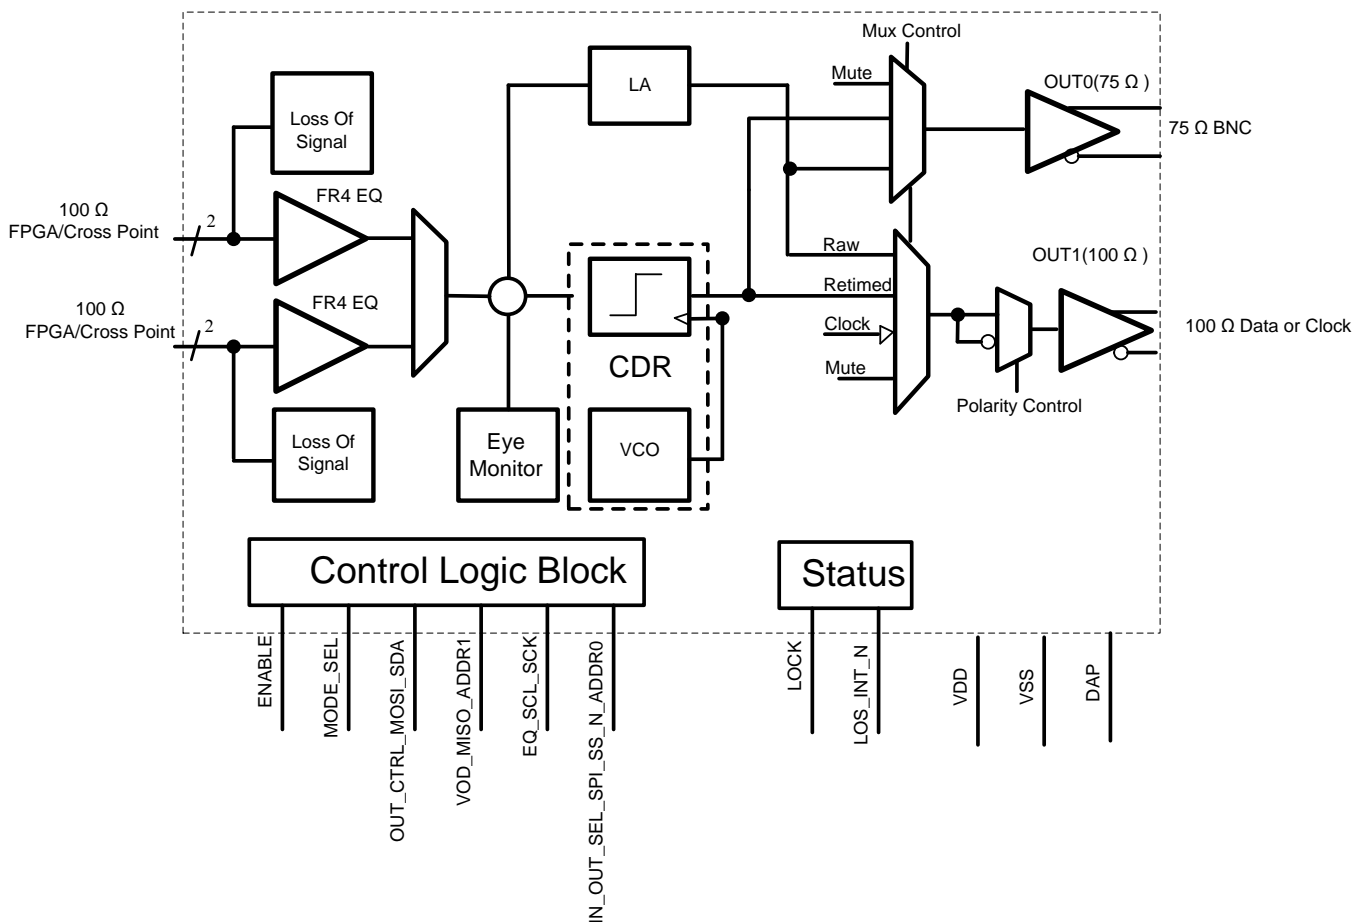 Mux Control
Mute
OUT0(75 Ω )
75 Ω BNC
LA
Loss Of
Signal
FR4 EQ
100 Ω
FPGA/Cross Point
2
Raw
OUT1(100 Ω )
Retimed
FR4 EQ
100 Ω
FPGA/Cross Point
2
Clock
100 Ω Data or Clock
CDR
Mute
Polarity Control
Loss Of
Signal
Eye
Monitor
VCO
Control Logic Block
Status
ENABLE
MODE_SEL
OUT_CTRL_MOSI_SDA
VOD_MISO_ADDR1
EQ_SCL_SCK
IN_OUT_SEL_SPI_SS_N_ADDR0
LOCK
LOS_INT_N
VDD
VSS
DAP